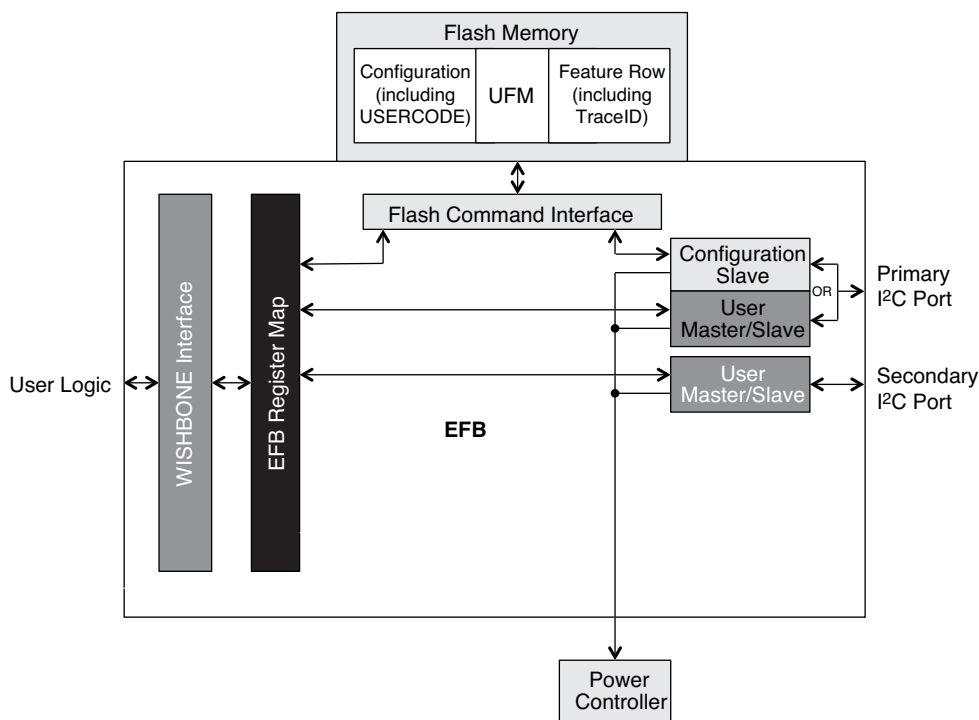 Flash Memory
Configuration
(including
USERCODE)
UFM
Feature Row
(including
TraceID)
Flash Command Interface
Configuration
Slave
OR
Primary
I2C Port
User
Master/Slave
User Logic
WISHBONE Interface
EFB Register Map
User
Master/Slave
Secondary
I2C Port
EFB
Power
Controller